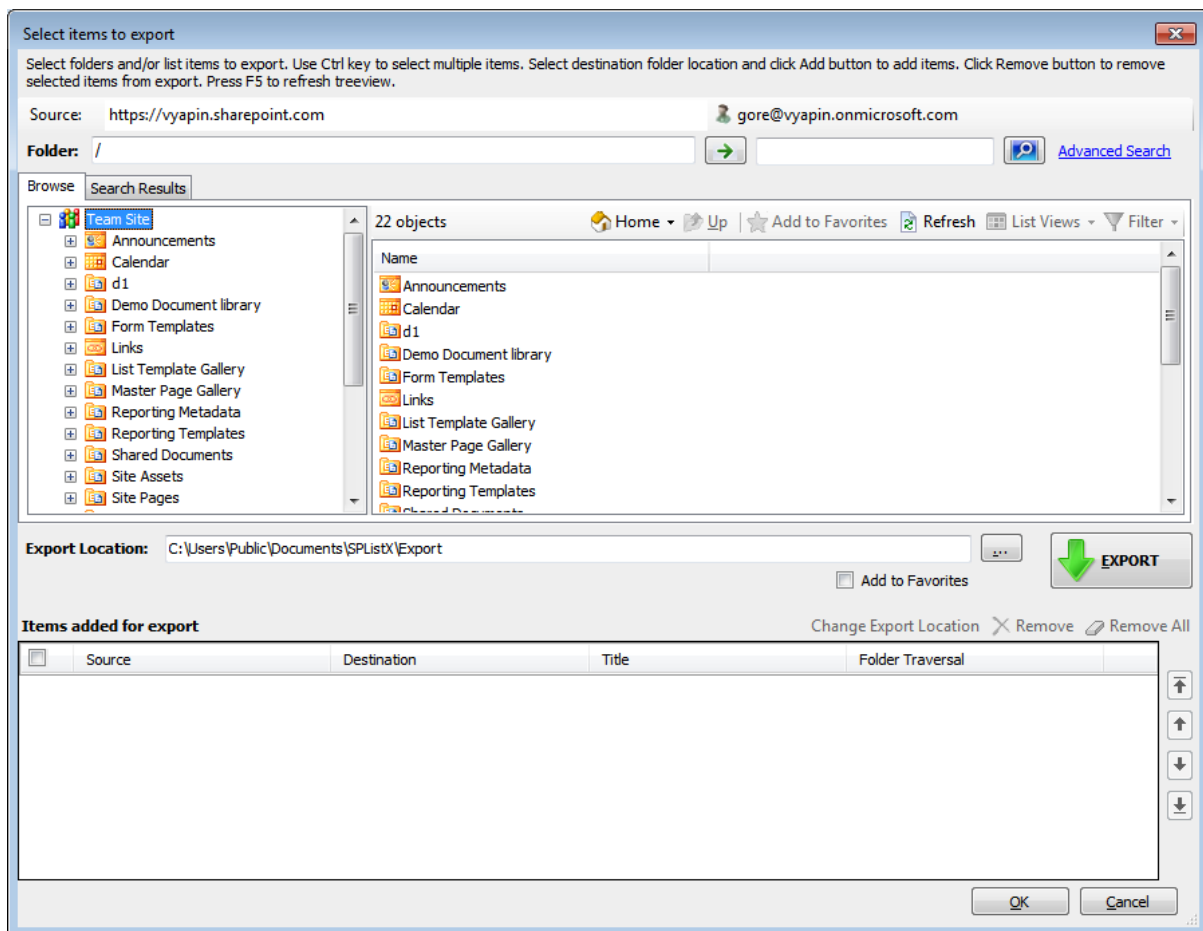 Select items to export
Select folders and/or list items to export. Use Ctrl key to select multiple items. Select destination folder location and click Add button to add items. Click Remove button to remove
selected items from export. Press F5 to refresh treeview.
Source: https://vyapin.sharepoint.com gore@vyapin.onmicrosoft.com
Folder: / Advanced Search
Browse Search Results
Team Site
Announcements
Calendar
d1
Demo Document library
Form Templates
Links
List Template Gallery
Master Page Gallery
Reporting Metadata
Reporting Templates
Shared Documents
Site Assets
Site Pages
22 objects Home Up Add to Favorites Refresh List Views Filter
Name
Announcements
Calendar
d1
Demo Document library
Form Templates
Links
List Template Gallery
Master Page Gallery
Reporting Metadata
Reporting Templates
Shared Documents
Export Location: C:\Users\Public\Documents\SPListX\Export ... EXPORT
Add to Favorites
Items added for export Change Export Location Remove Remove All
Source Destination Title Folder Traversal
OK Cancel